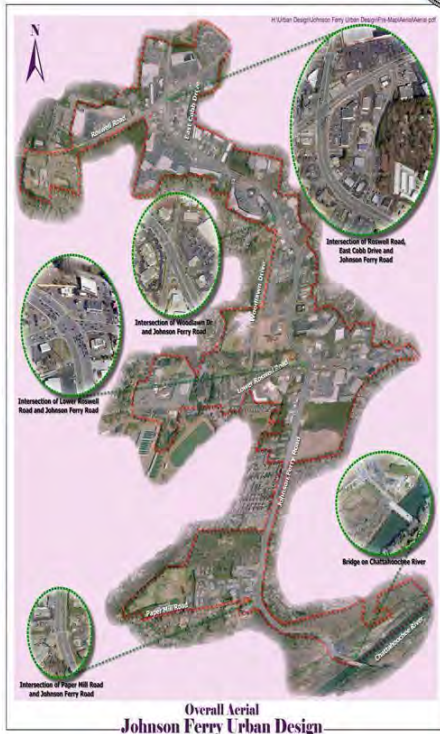 H:\Urban Design\Johnson Ferry Urban Design\Pre-Map\Aerial\Aerial.pdf
N
East Cobb Drive
Roswell Road
Intersection of Roswell Road,
East Cobb Drive and
Johnson Ferry Road
Intersection of Woodlawn Dr.
and Johnson Ferry Road
Woodlawn Drive
Intersection of Lower Roswell
Road and Johnson Ferry Road
Lower Roswell Road
Johnson Ferry Road
Bridge on Chattahoochee River
Paper Mill Road
Chattahoochee River
Intersection of Paper Mill Road
and Johnson Ferry Road
Overall Aerial
Johnson Ferry Urban Design